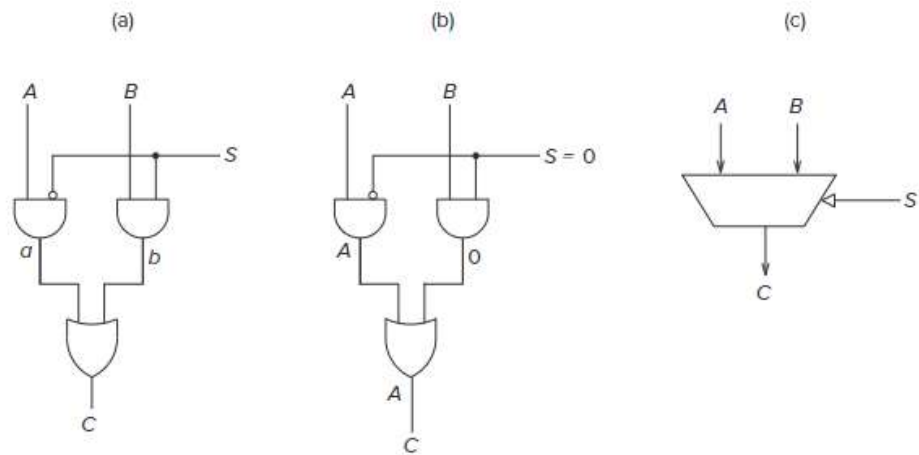 (a) (b) (c)
A B A B A B
S S = 0 S
a b A 0
C
A
C C